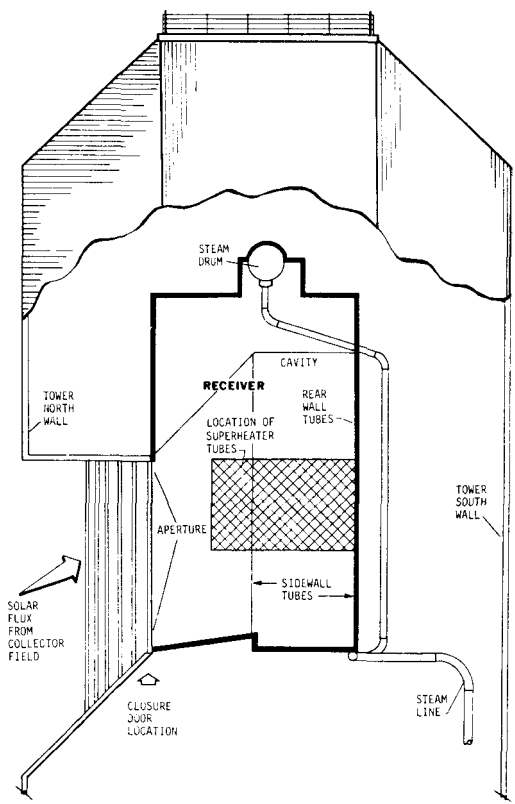 STEAM
DRUM
CAVITY
RECEIVER
TOWER
NORTH
WALL
REAR
WALL
TUBES
LOCATION OF
SUPERHEATER
TUBES
APERTURE
TOWER
SOUTH
WALL
SIDEWALL
TUBES
SOLAR
FLUX
FROM
COLLECTOR
FIELD
CLOSURE
DOOR
LOCATION
STEAM
LINE